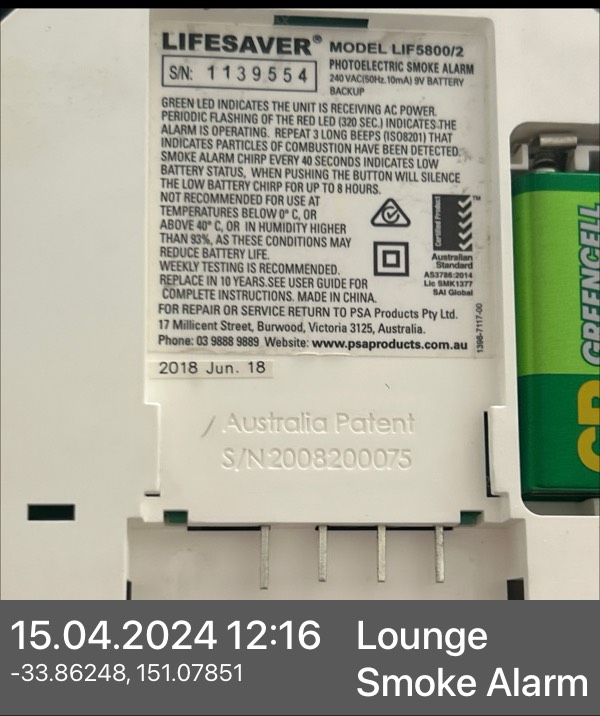 LIFESAVER® MODEL LIF5800/2
S/N: 1139554
PHOTOELECTRIC SMOKE ALARM
240 VAC(50Hz.10mA) 9V BATTERY
BACKUP
GREEN LED INDICATES THE UNIT IS RECEIVING AC POWER.
PERIODIC FLASHING OF THE RED LED (320 SEC.) INDICATES THE
ALARM IS OPERATING. REPEAT 3 LONG BEEPS (ISO8201) THAT
INDICATES PARTICLES OF COMBUSTION HAVE BEEN DETECTED.
SMOKE ALARM CHIRP EVERY 40 SECONDS INDICATES LOW
BATTERY STATUS, WHEN PUSHING THE BUTTON WILL SILENCE
THE LOW BATTERY CHIRP FOR UP TO 8 HOURS.
NOT RECOMMENDED FOR USE AT
TEMPERATURES BELOW 0° C, OR
ABOVE 40° C, OR IN HUMIDITY HIGHER
THAN 93%, AS THESE CONDITIONS MAY
REDUCE BATTERY LIFE.
WEEKLY TESTING IS RECOMMENDED.
REPLACE IN 10 YEARS.SEE USER GUIDE FOR
COMPLETE INSTRUCTIONS. MADE IN CHINA.
Certified Product
TM
Australian
Standard
AS3786:2014
Lic SMK1377
SAI Global
FOR REPAIR OR SERVICE RETURN TO PSA Products Pty Ltd.
17 Millicent Street, Burwood, Victoria 3125, Australia.
Phone: 03 9888 9889 Website: www.psaproducts.com.au
1398-7117-00
2018 Jun. 18
Australia Patent
S/N2008200075
GREENCELL
GP
15.04.2024 12:16
-33.86248, 151.07851
Lounge
Smoke Alarm